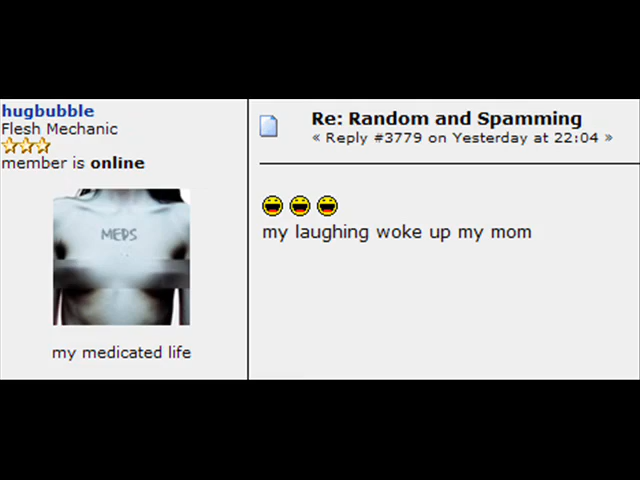 hugbubble
Flesh Mechanic
member is online
MEDS
my medicated life
Re: Random and Spamming
« Reply #3779 on Yesterday at 22:04 »
my laughing woke up my mom